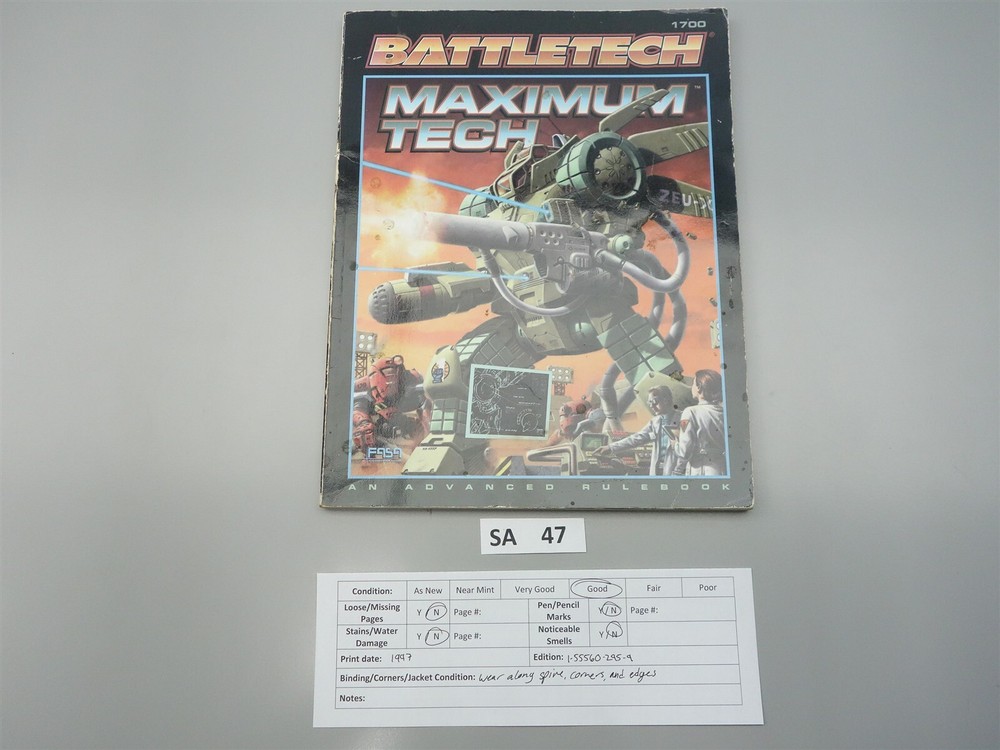 1700
BATTLETECH®
MAXIMUM™
TECH
ZEU-
FASA
AN ADVANCED RULEBOOK
SA 47
Condition: As New Near Mint Very Good Good Fair Poor
Loose/Missing Pages Y / N Page #: Pen/Pencil Marks Y / N Page #:
Stains/Water Damage Y / N Page #: Noticeable Smells Y / N
Print date: 1997 Edition: 1-55560-295-9
Binding/Corners/Jacket Condition: wear along spine, corners, and edges
Notes: